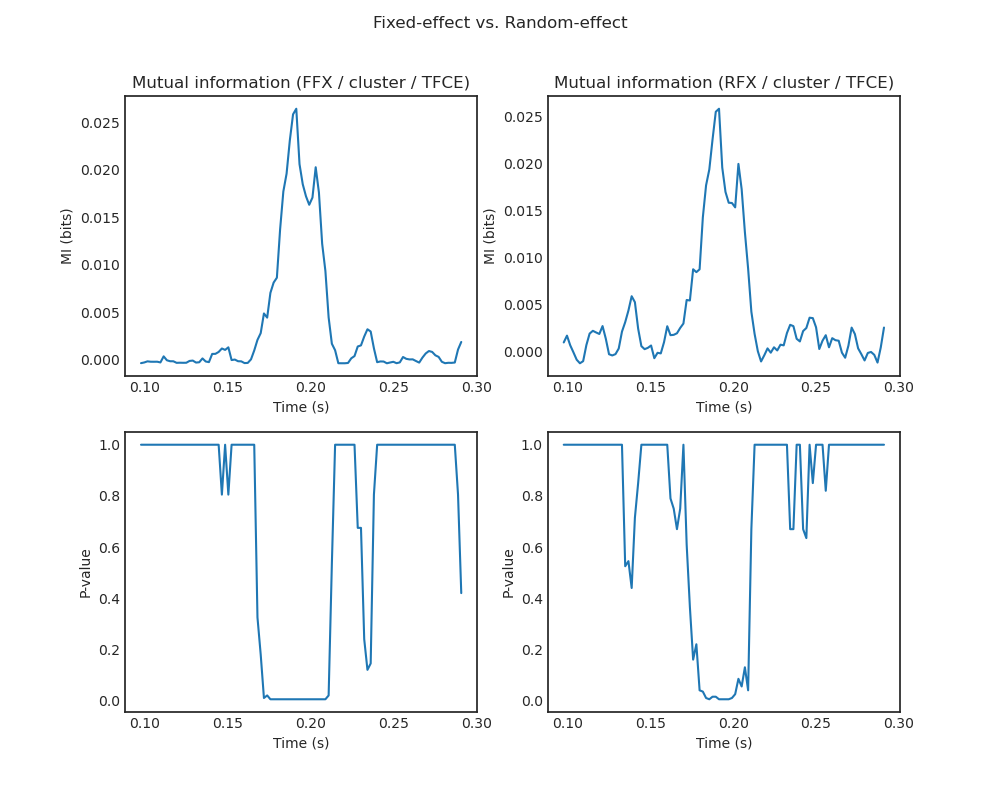 Fixed-effect vs. Random-effect
Mutual information (FFX / cluster / TFCE)
MI (bits)
0.025
0.020
0.015
0.010
0.005
0.000
0.10 0.15 0.20 0.25 0.30
Time (s)
Mutual information (RFX / cluster / TFCE)
MI (bits)
0.025
0.020
0.015
0.010
0.005
0.000
0.10 0.15 0.20 0.25 0.30
Time (s)
P-value
1.0
0.8
0.6
0.4
0.2
0.0
0.10 0.15 0.20 0.25 0.30
Time (s)
P-value
1.0
0.8
0.6
0.4
0.2
0.0
0.10 0.15 0.20 0.25 0.30
Time (s)